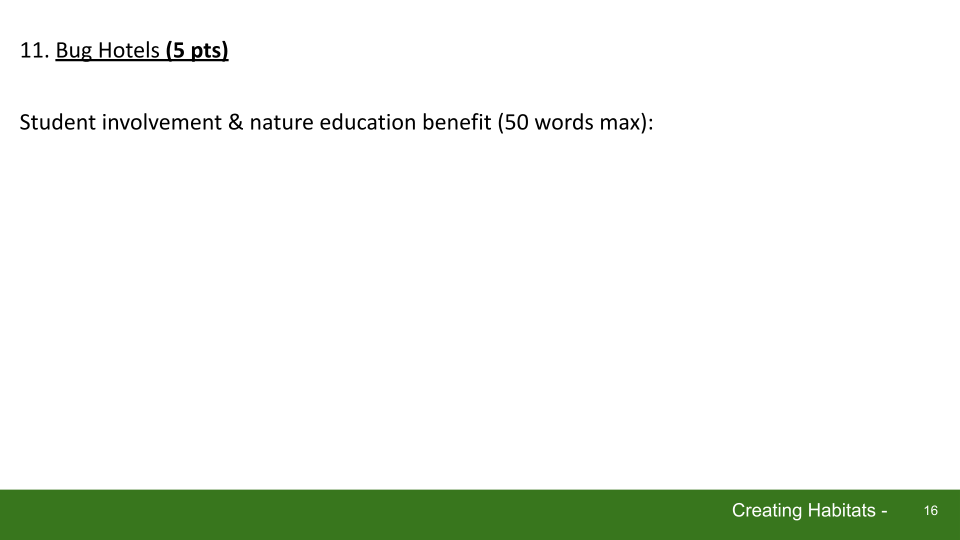 11. Bug Hotels (5 pts)
Student involvement & nature education benefit (50 words max):
Creating Habitats - 16